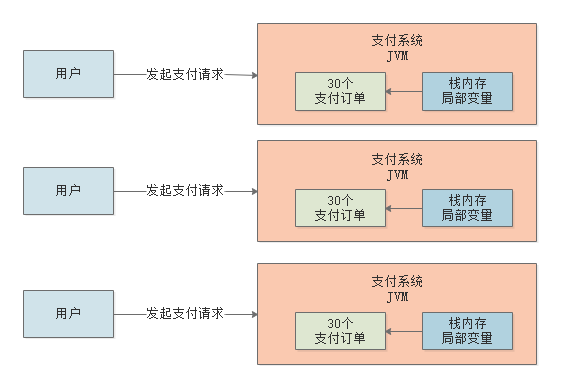 支付系统
JVM
用户
发起支付请求
30个
支付订单
栈内存
局部变量
支付系统
JVM
用户
发起支付请求
30个
支付订单
栈内存
局部变量
支付系统
JVM
用户
发起支付请求
30个
支付订单
栈内存
局部变量